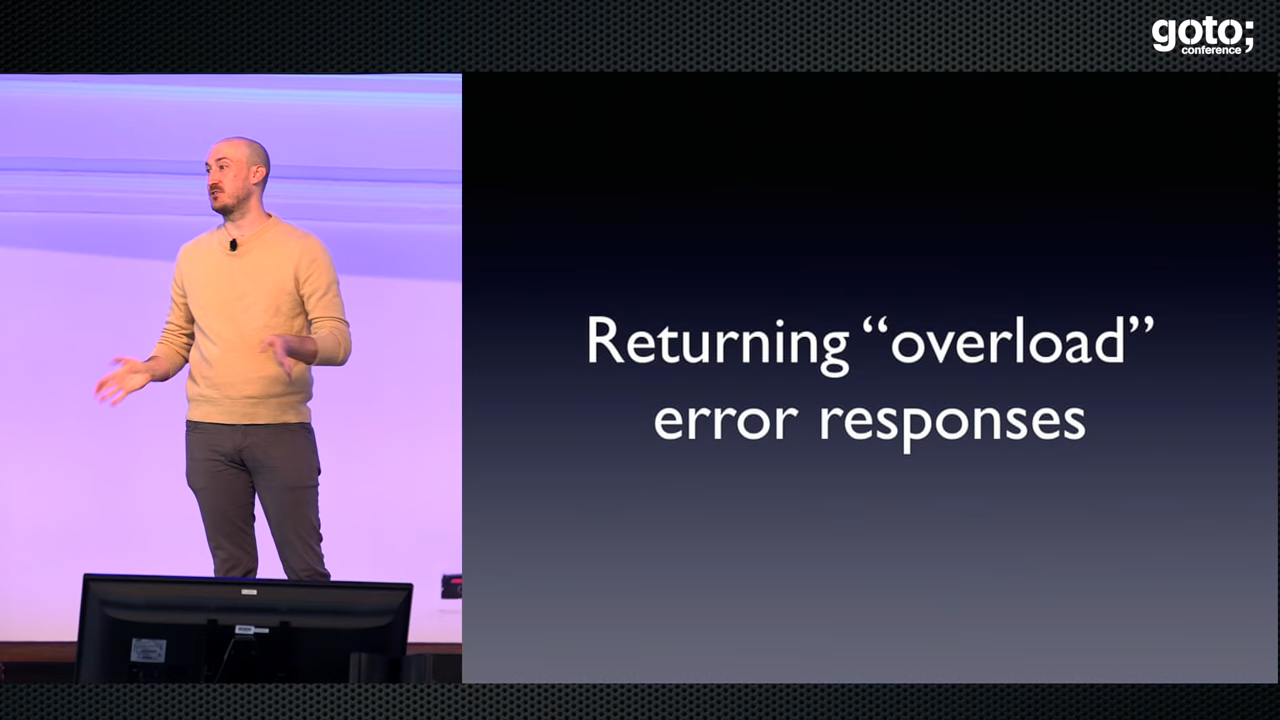 goto;
conference
Returning “overload”
error responses